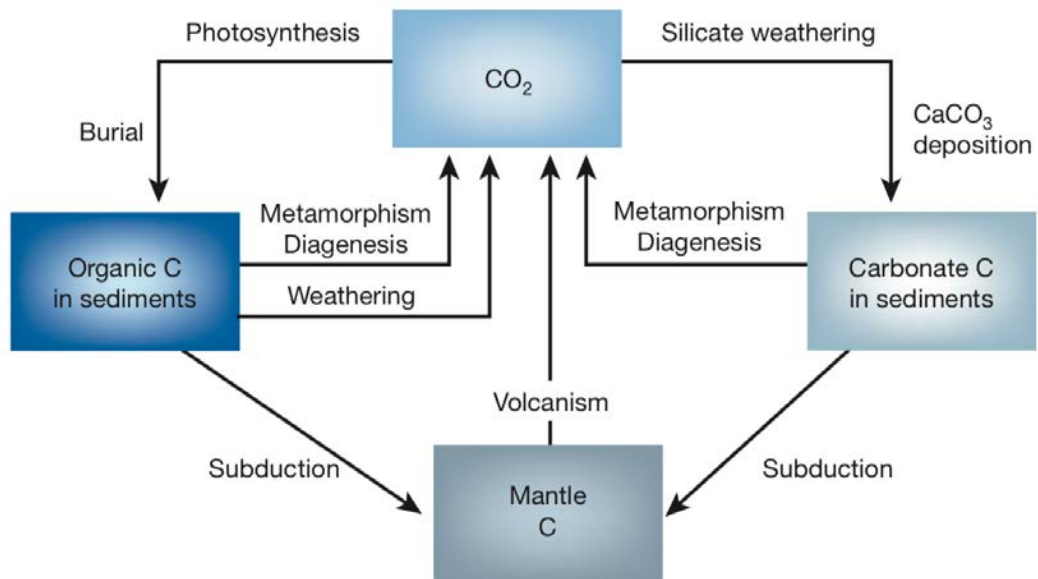 Photosynthesis
Silicate weathering
CO₂
Burial
CaCO₃
deposition
Metamorphism
Diagenesis
Metamorphism
Diagenesis
Organic C
in sediments
Weathering
Carbonate C
in sediments
Volcanism
Subduction
Subduction
Mantle
C